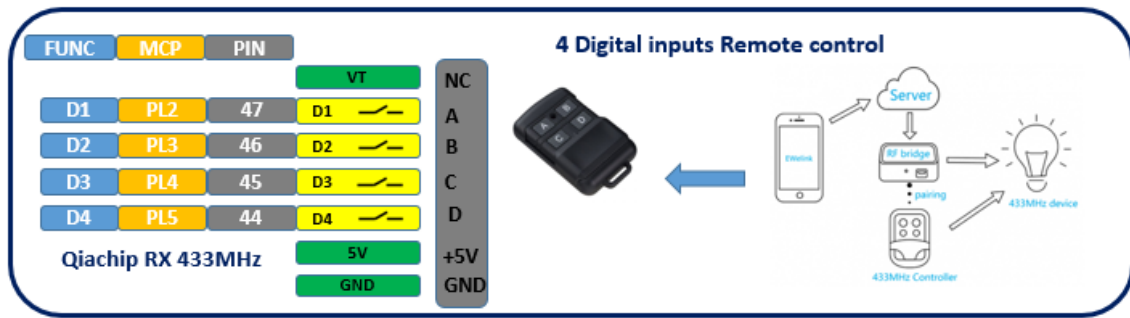 4 Digital inputs Remote control
FUNC MCP PIN
VT NC
D1 PL2 47 D1 A
D2 PL3 46 D2 B
D3 PL4 45 D3 C
D4 PL5 44 D4 D
5V +5V
GND GND
Qiachip RX 433MHz
A B
C D
Server
EWelink
RF bridge
pairing
433MHz device
433MHz Controller